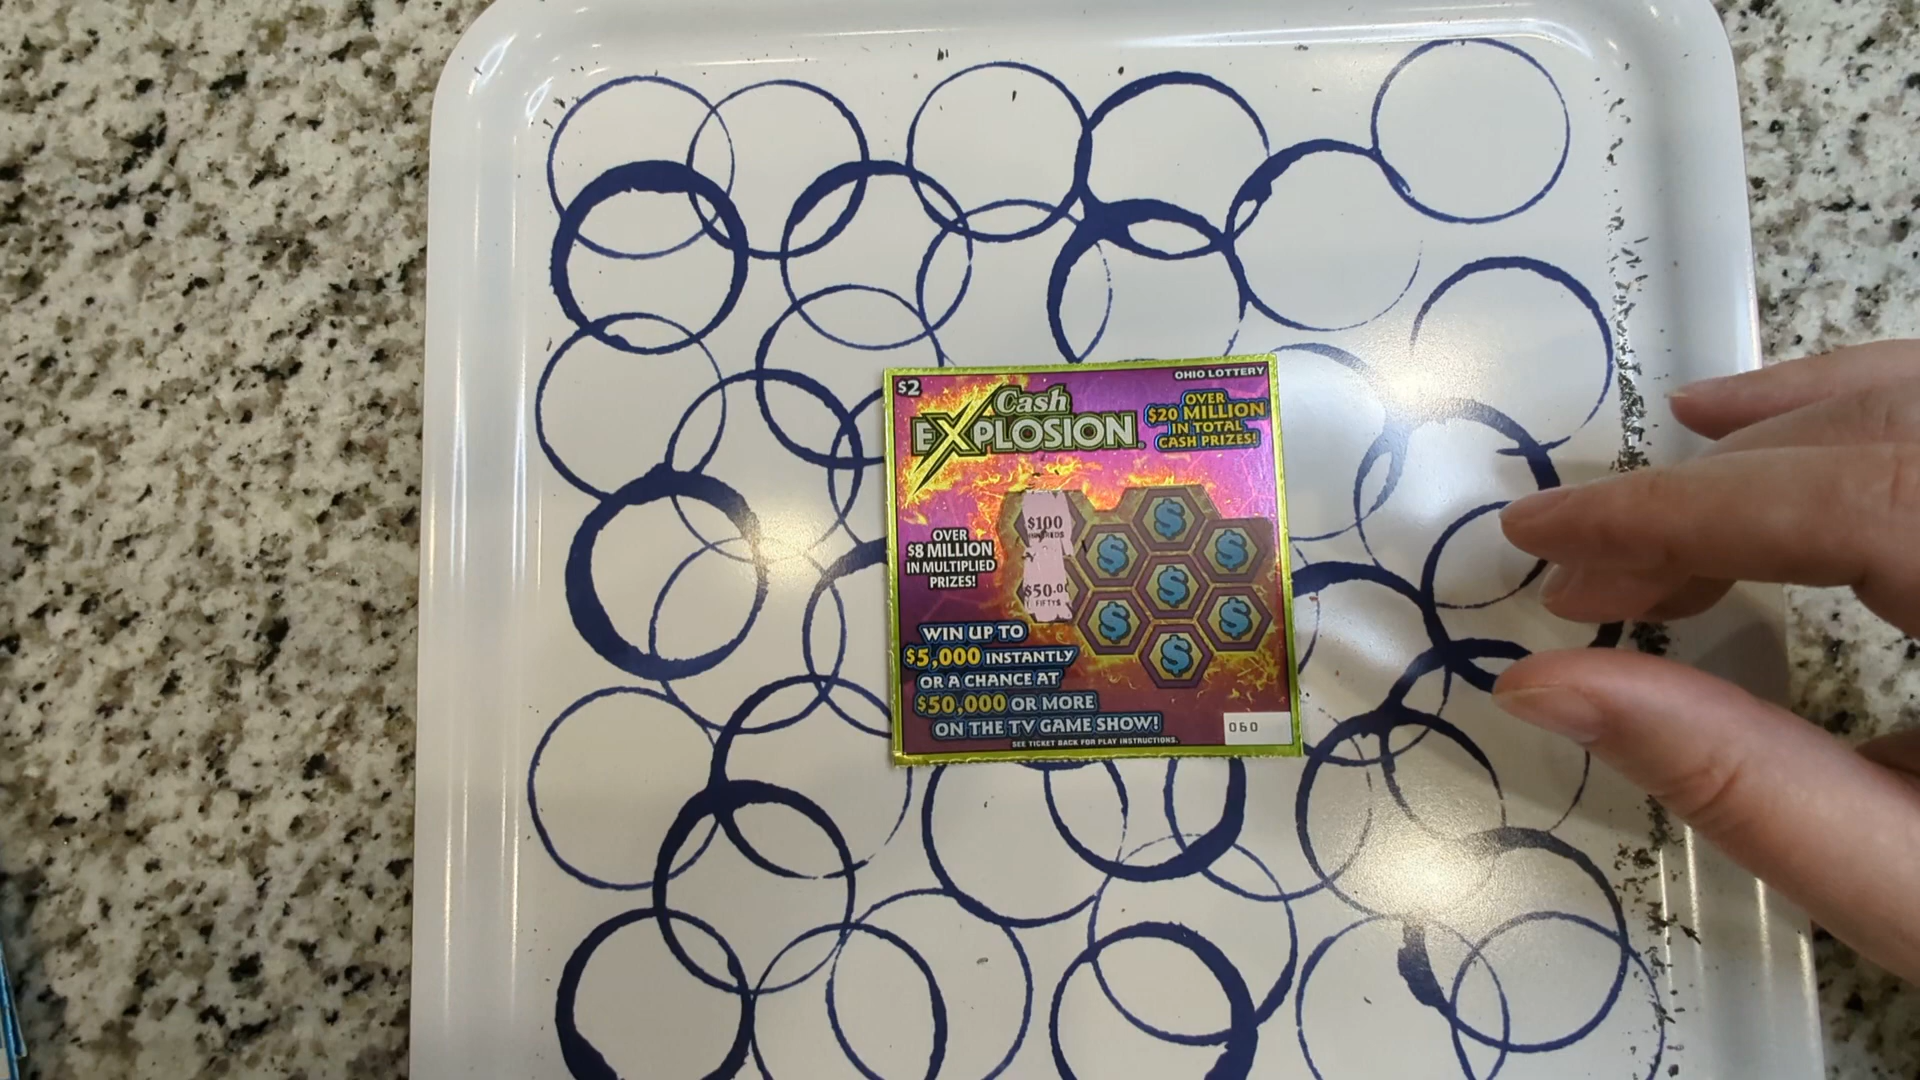 $2
OHIO LOTTERY
Cash
EXPLOSION
OVER
$20 MILLION
IN TOTAL
CASH PRIZES!
$100
$50.00
FIFTY$
OVER
$8 MILLION
IN MULTIPLIED
PRIZES!
$
$
$
$
$
$
$
WIN UP TO
$5,000 INSTANTLY
OR A CHANCE AT
$50,000 OR MORE
ON THE TV GAME SHOW!
SEE TICKET BACK FOR PLAY INSTRUCTIONS.
060